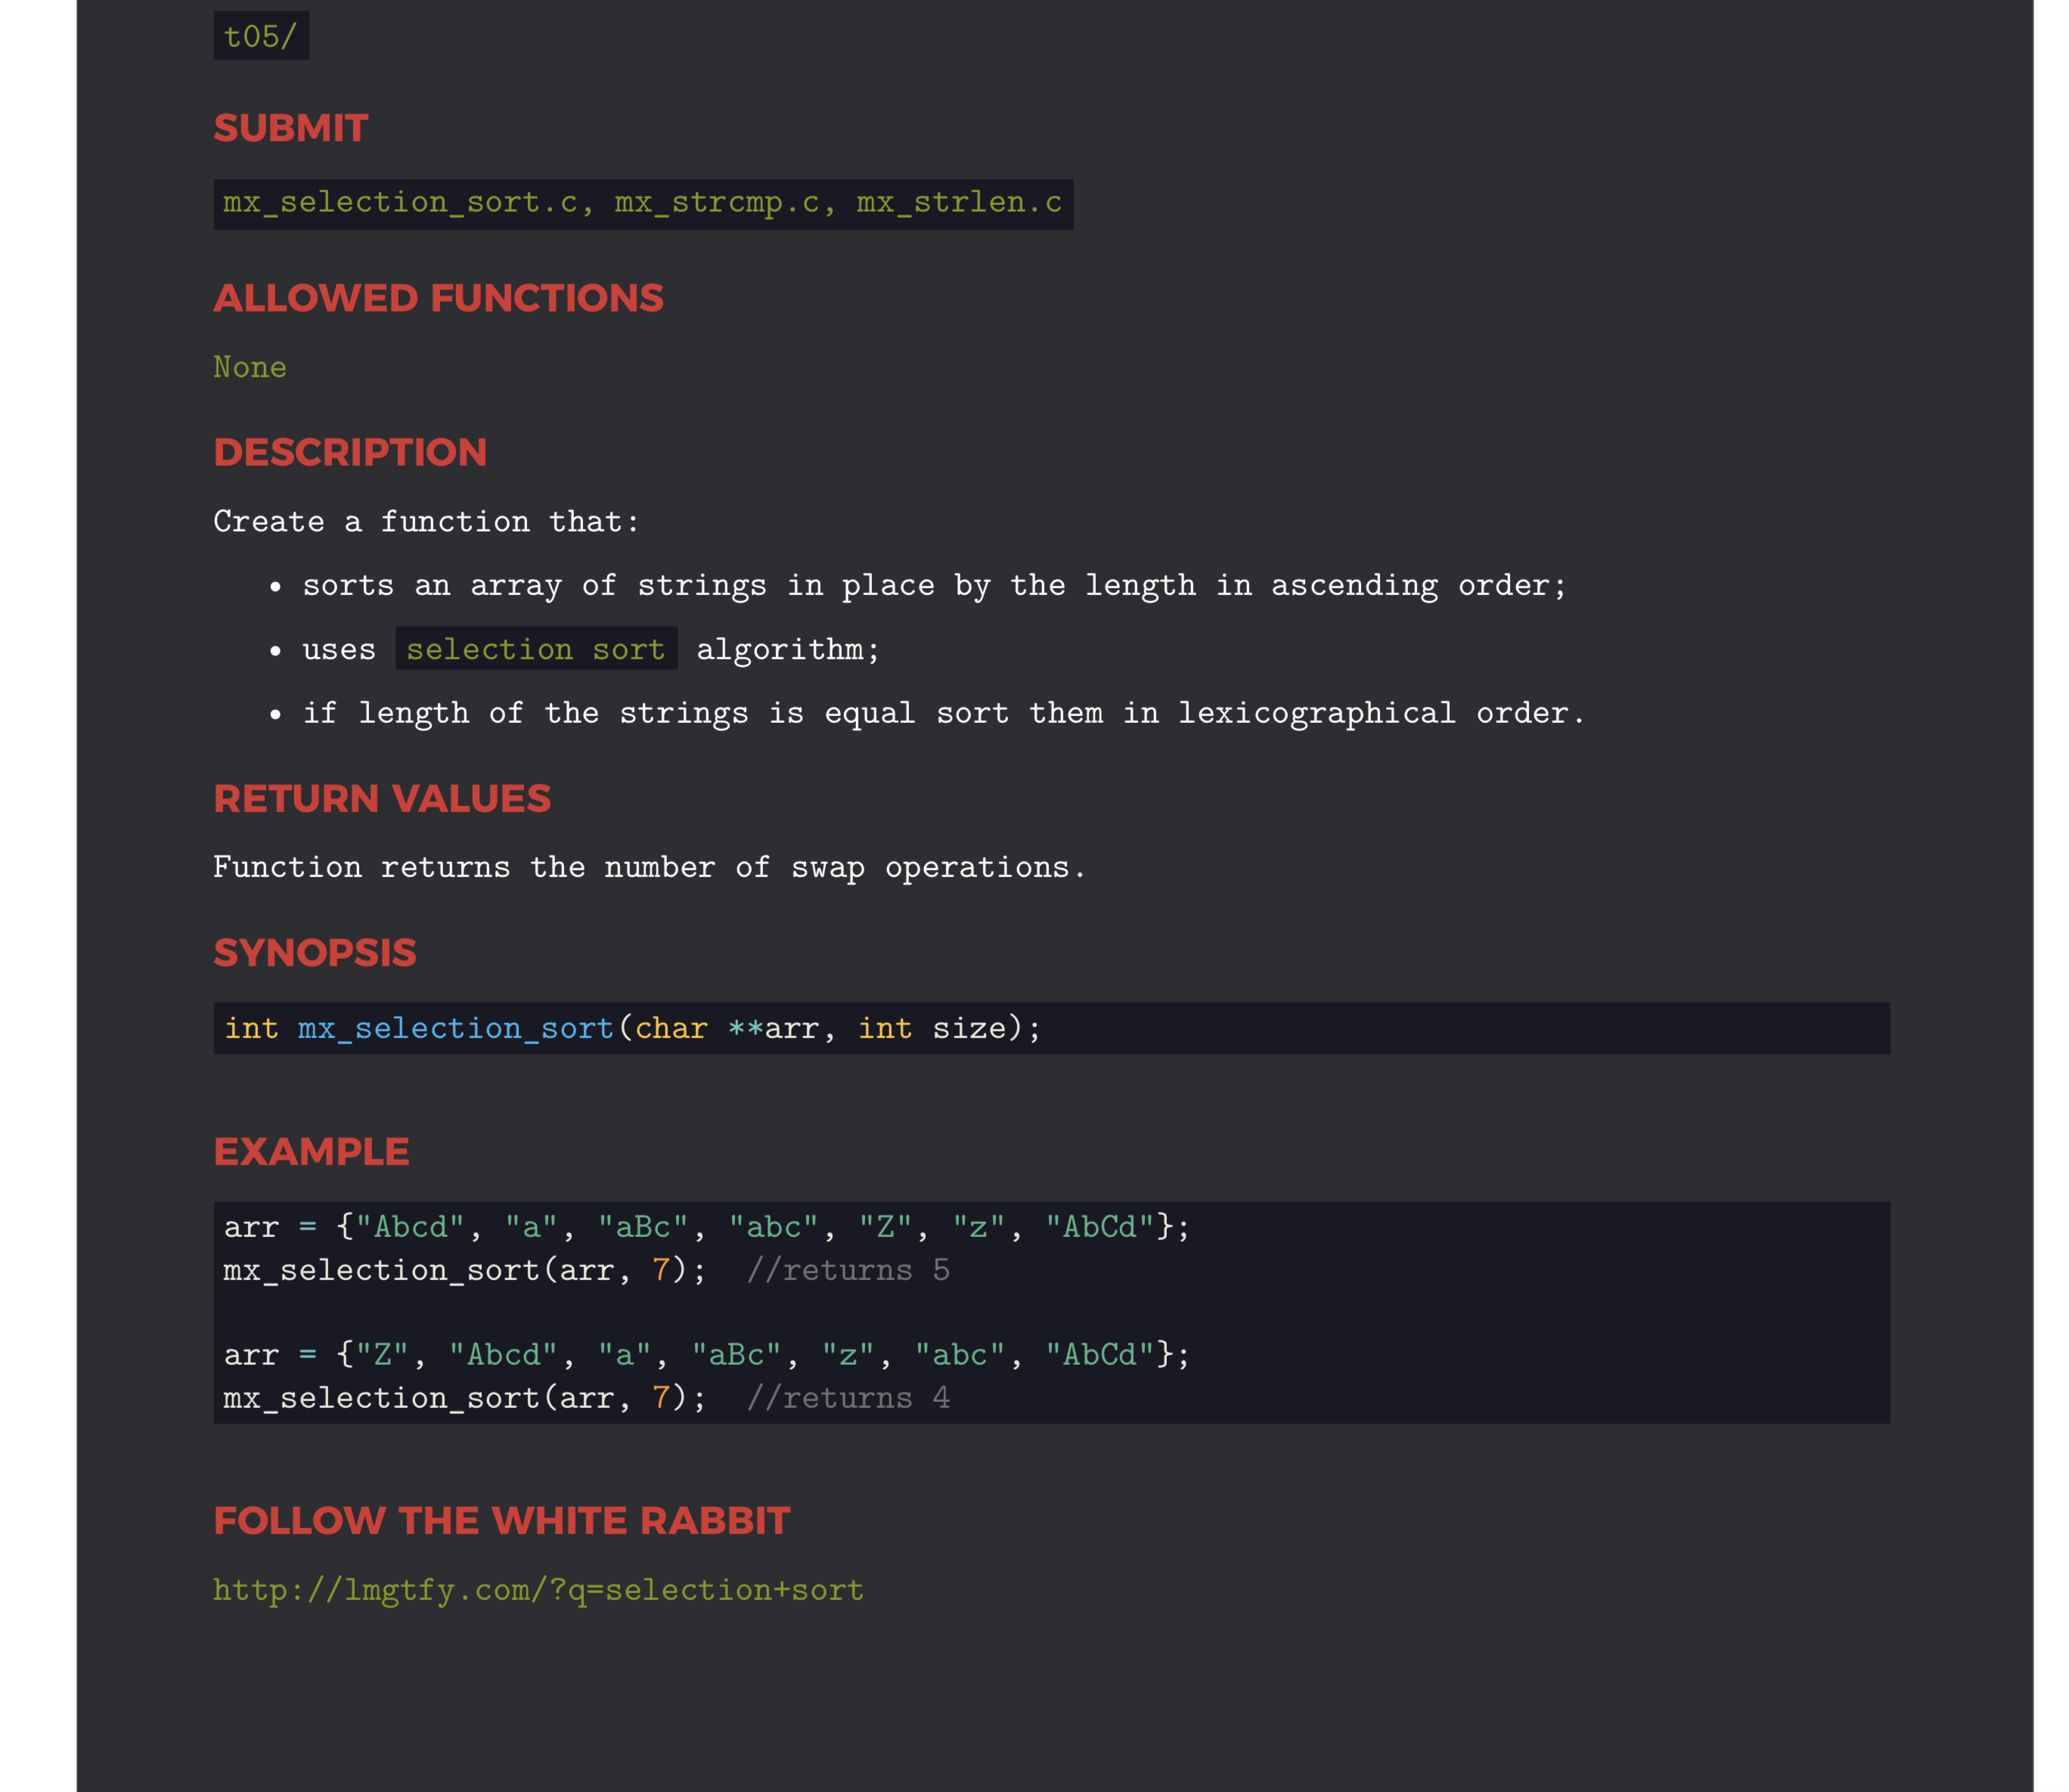 t05/
SUBMIT
mx_selection_sort.c, mx_strcmp.c, mx_strlen.c
ALLOWED FUNCTIONS
None
DESCRIPTION
Create a function that:
• sorts an array of strings in place by the length in ascending order;
• uses selection sort algorithm;
• if length of the strings is equal sort them in lexicographical order.
RETURN VALUES
Function returns the number of swap operations.
SYNOPSIS
int mx_selection_sort(char **arr, int size);
EXAMPLE
arr = {"Abcd", "a", "aBc", "abc", "Z", "z", "AbCd"};
mx_selection_sort(arr, 7);  //returns 5
arr = {"Z", "Abcd", "a", "aBc", "z", "abc", "AbCd"};
mx_selection_sort(arr, 7);  //returns 4
FOLLOW THE WHITE RABBIT
http://lmgtfy.com/?q=selection+sort